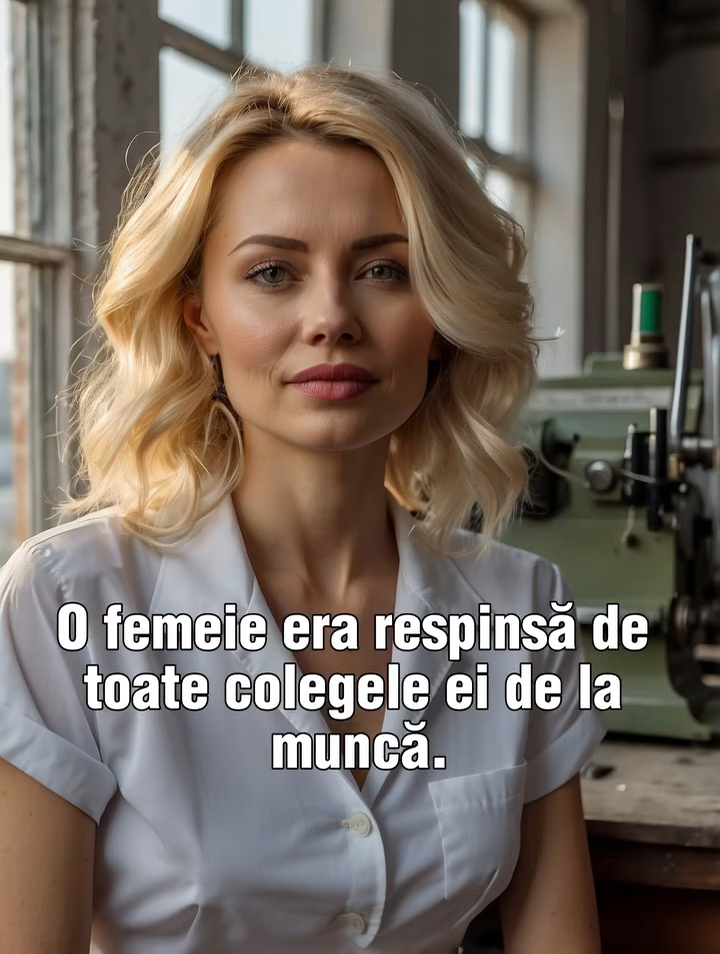 O femeie era respinsă de
toate colegele ei de la
muncă.